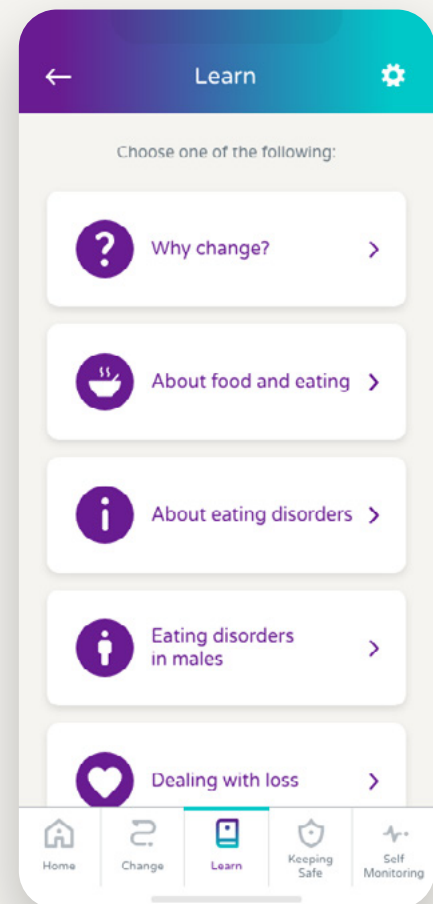 Learn
Choose one of the following:
Why change?
About food and eating
About eating disorders
Eating disorders
in males
Dealing with loss
Home
Change
Learn
Keeping
Safe
Self
Monitoring